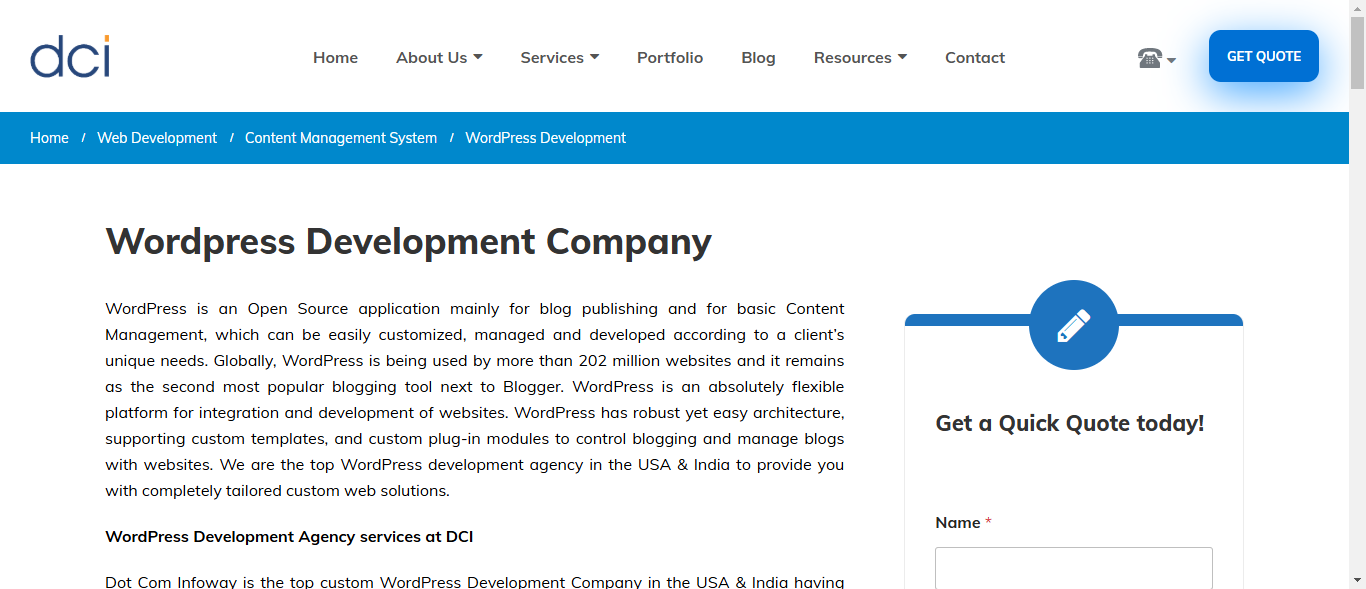 dci
Home About Us Services Portfolio Blog Resources Contact
GET QUOTE
Home / Web Development / Content Management System / WordPress Development
Wordpress Development Company
WordPress is an Open Source application mainly for blog publishing and for basic Content
Management, which can be easily customized, managed and developed according to a client’s
unique needs. Globally, WordPress is being used by more than 202 million websites and it remains
as the second most popular blogging tool next to Blogger. WordPress is an absolutely flexible
platform for integration and development of websites. WordPress has robust yet easy architecture,
supporting custom templates, and custom plug-in modules to control blogging and manage blogs
with websites. We are the top WordPress development agency in the USA & India to provide you
with completely tailored custom web solutions.
WordPress Development Agency services at DCI
Dot Com Infoway is the top custom WordPress Development Company in the USA & India having
Get a Quick Quote today!
Name *